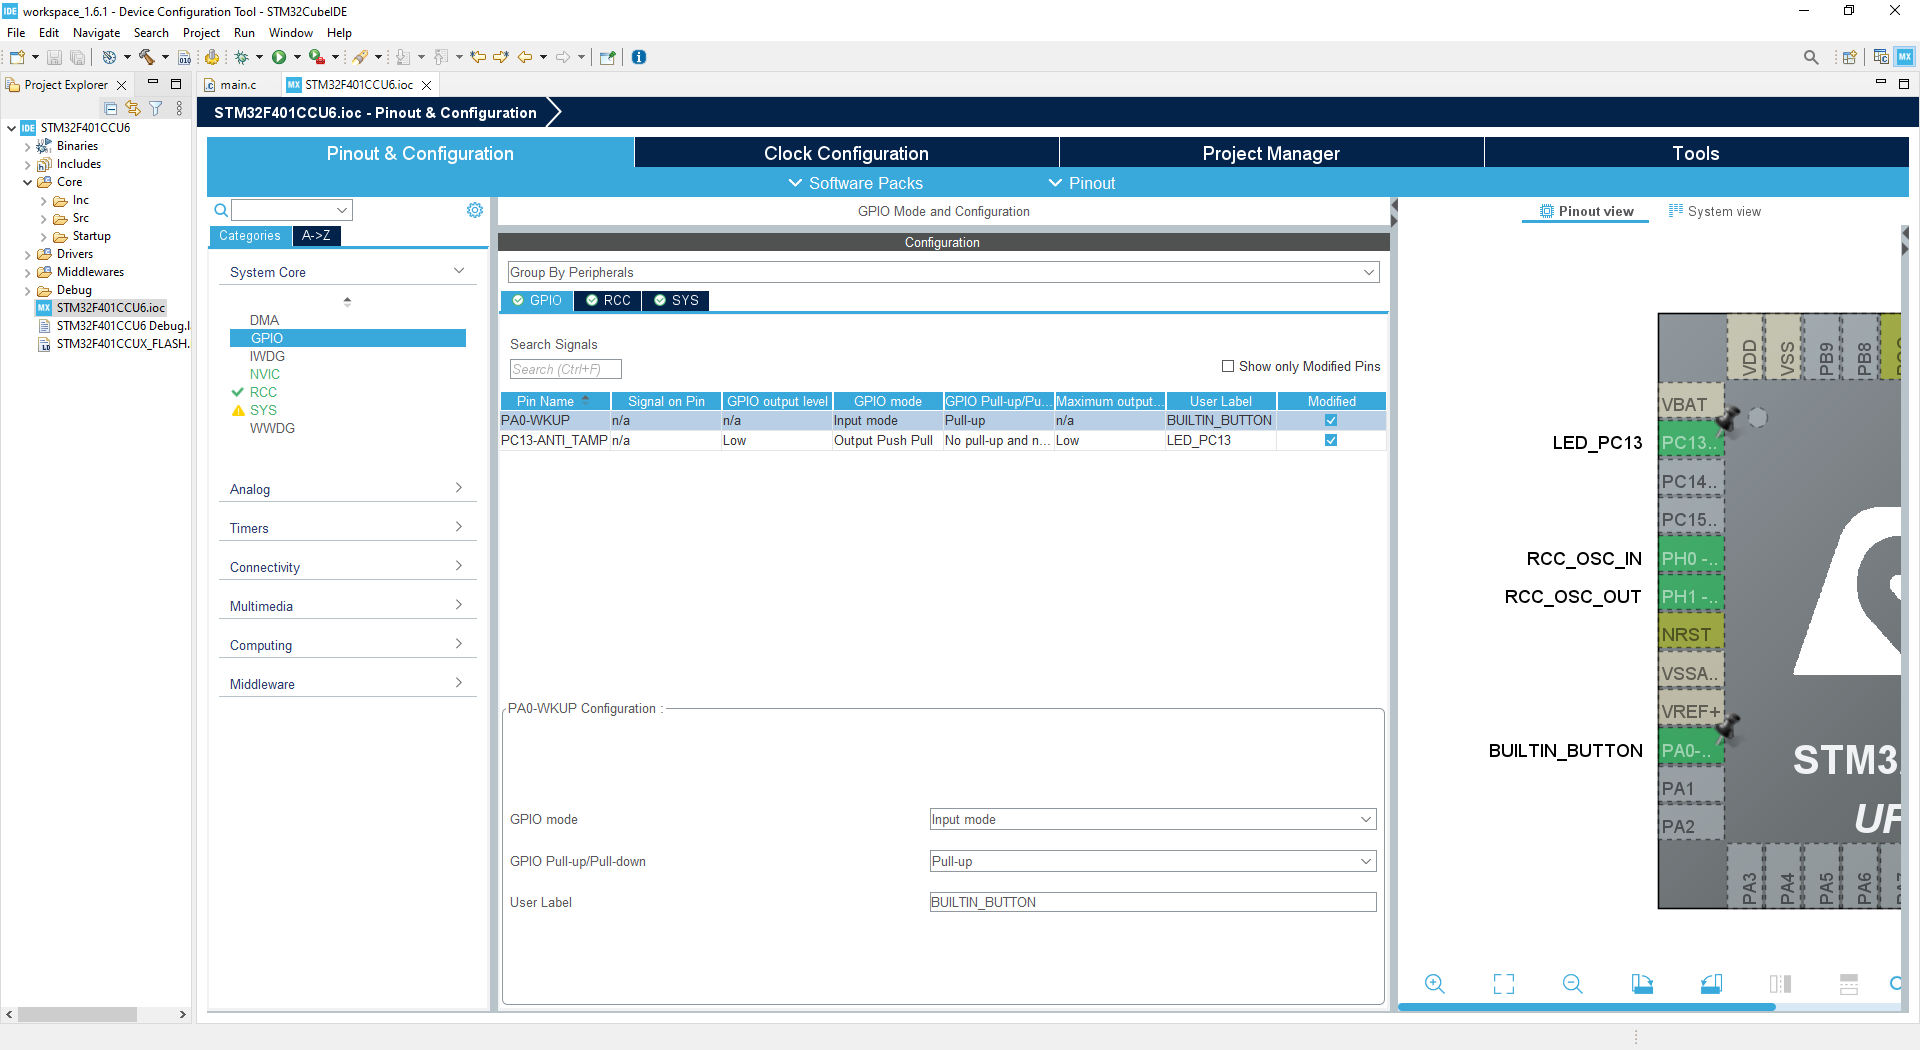 workspace_1.6.1 - Device Configuration Tool - STM32CubeIDE
File Edit Navigate Search Project Run Window Help
Project Explorer
main.c
STM32F401CCU6.ioc
STM32F401CCU6
Binaries
Includes
Core
Inc
Src
Startup
Drivers
Middlewares
Debug
STM32F401CCU6.ioc
STM32F401CCU6 Debug.l
STM32F401CCUX_FLASH.
STM32F401CCU6.ioc - Pinout & Configuration
Pinout & Configuration
Clock Configuration
Project Manager
Tools
Software Packs
Pinout
Categories
A->Z
System Core
DMA
GPIO
IWDG
NVIC
RCC
SYS
WWDG
Analog
Timers
Connectivity
Multimedia
Computing
Middleware
GPIO Mode and Configuration
Configuration
Group By Peripherals
GPIO
RCC
SYS
Search Signals
Search (Ctrl+F)
Show only Modified Pins
Pin Name Signal on Pin GPIO output level GPIO mode GPIO Pull-up/Pu... Maximum output... User Label Modified
PA0-WKUP n/a n/a Input mode Pull-up n/a BUILTIN_BUTTON
PC13-ANTI_TAMP n/a Low Output Push Pull No pull-up and n... Low LED_PC13
PA0-WKUP Configuration :
GPIO mode Input mode
GPIO Pull-up/Pull-down Pull-up
User Label BUILTIN_BUTTON
Pinout view
System view
VDD
VSS
PB9
PB8
VBAT
LED_PC13 PC13..
PC14..
PC15..
RCC_OSC_IN PH0 -..
RCC_OSC_OUT PH1 -..
NRST
VSSA..
VREF+
BUILTIN_BUTTON PA0-..
PA1
PA2
STM3
UF
PA3
PA4
PA5
PA6